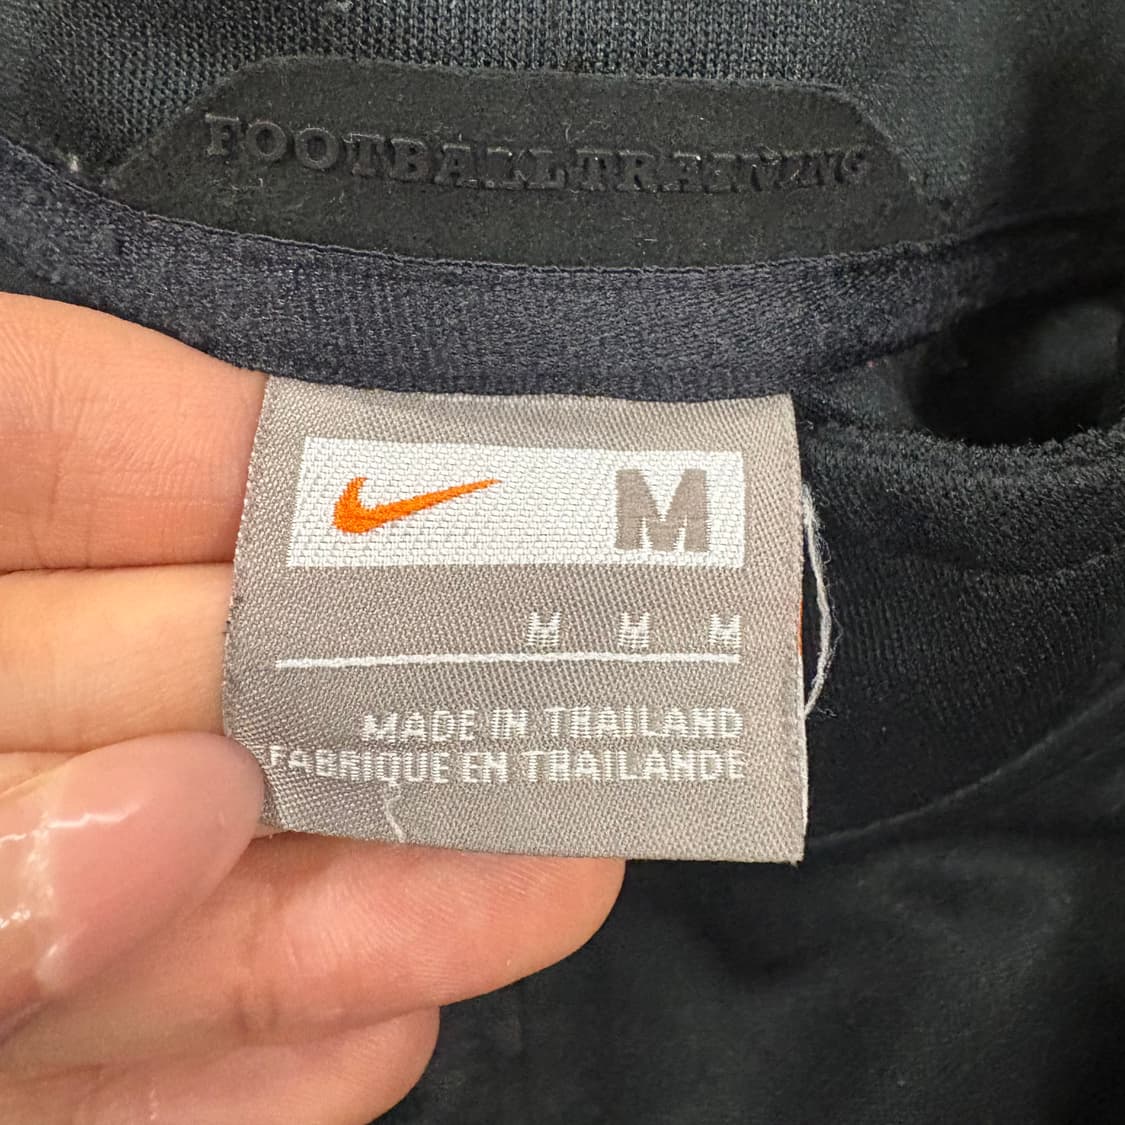 FOOTBALL TRAINING
M
M M M
MADE IN THAILAND
FABRIQUE EN THAILANDE